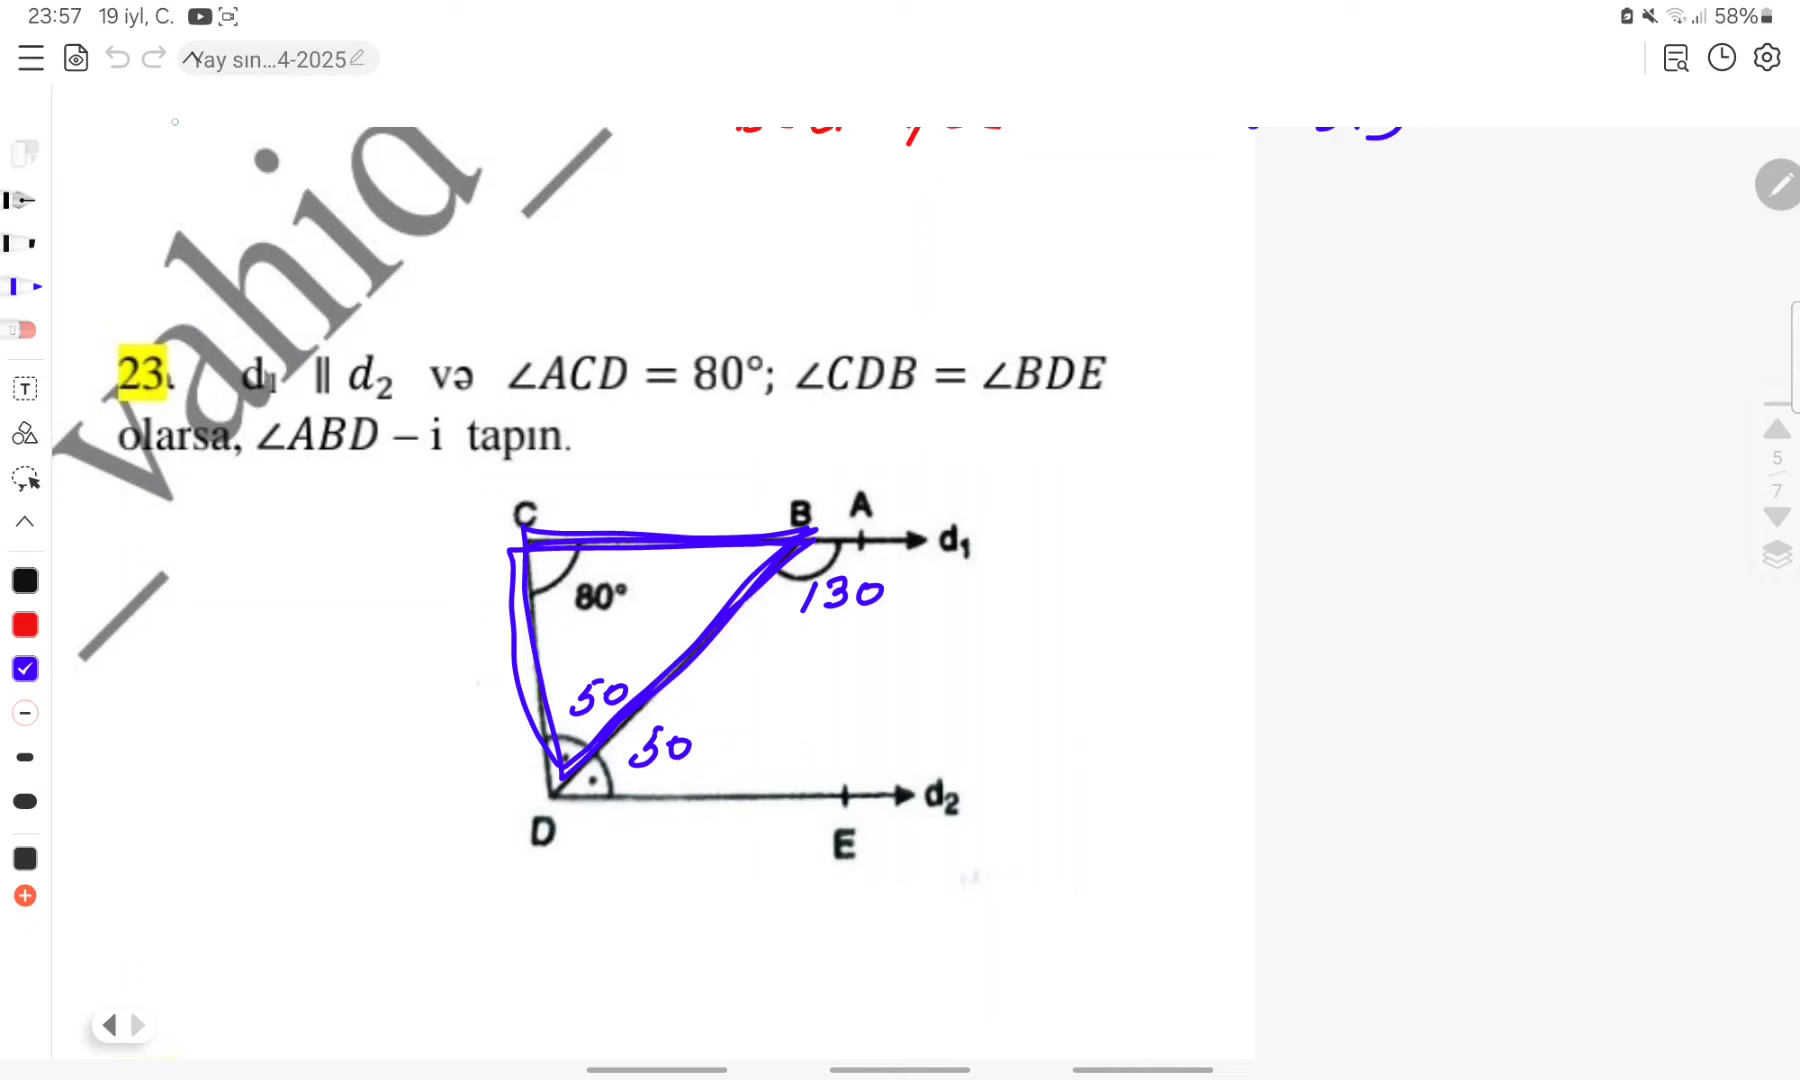 23:57 19 iyl, C. 58%
Yay sın...4-2025
vahid_
23. d₁ ∥ d₂ və ∠ACD = 80°; ∠CDB = ∠BDE
olarsa, ∠ABD – i tapın.
C B A d₁
80° 130
50
50
D E d₂
T
5
7